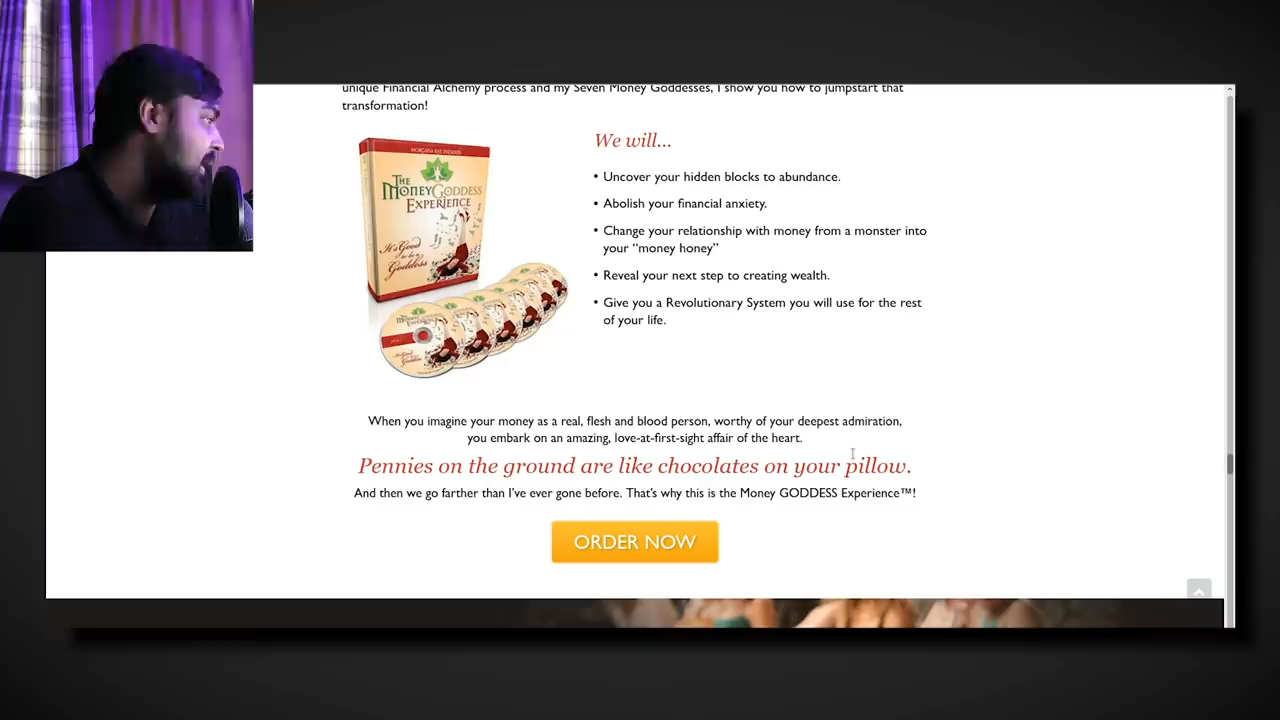 unique Financial Alchemy process and my Seven Money Goddesses, I show you how to jumpstart that
transformation!
MORGANA RAE PRESENTS
THE
MONEY GODDESS
EXPERIENCE
It's Good
to be a
Goddess
We will...
• Uncover your hidden blocks to abundance.
• Abolish your financial anxiety.
• Change your relationship with money from a monster into
your “money honey”
• Reveal your next step to creating wealth.
• Give you a Revolutionary System you will use for the rest
of your life.
When you imagine your money as a real, flesh and blood person, worthy of your deepest admiration,
you embark on an amazing, love-at-first-sight affair of the heart.
Pennies on the ground are like chocolates on your pillow.
And then we go farther than I’ve ever gone before. That’s why this is the Money GODDESS Experience™!
ORDER NOW